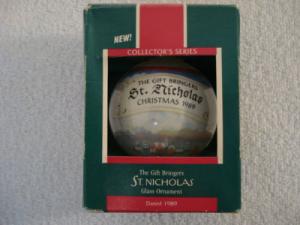 NEW!
COLLECTOR'S SERIES
THE GIFT BRINGERS
St. Nicholas
CHRISTMAS 1989
The Gift Bringers
ST. NICHOLAS
Glass Ornament
Dated 1989